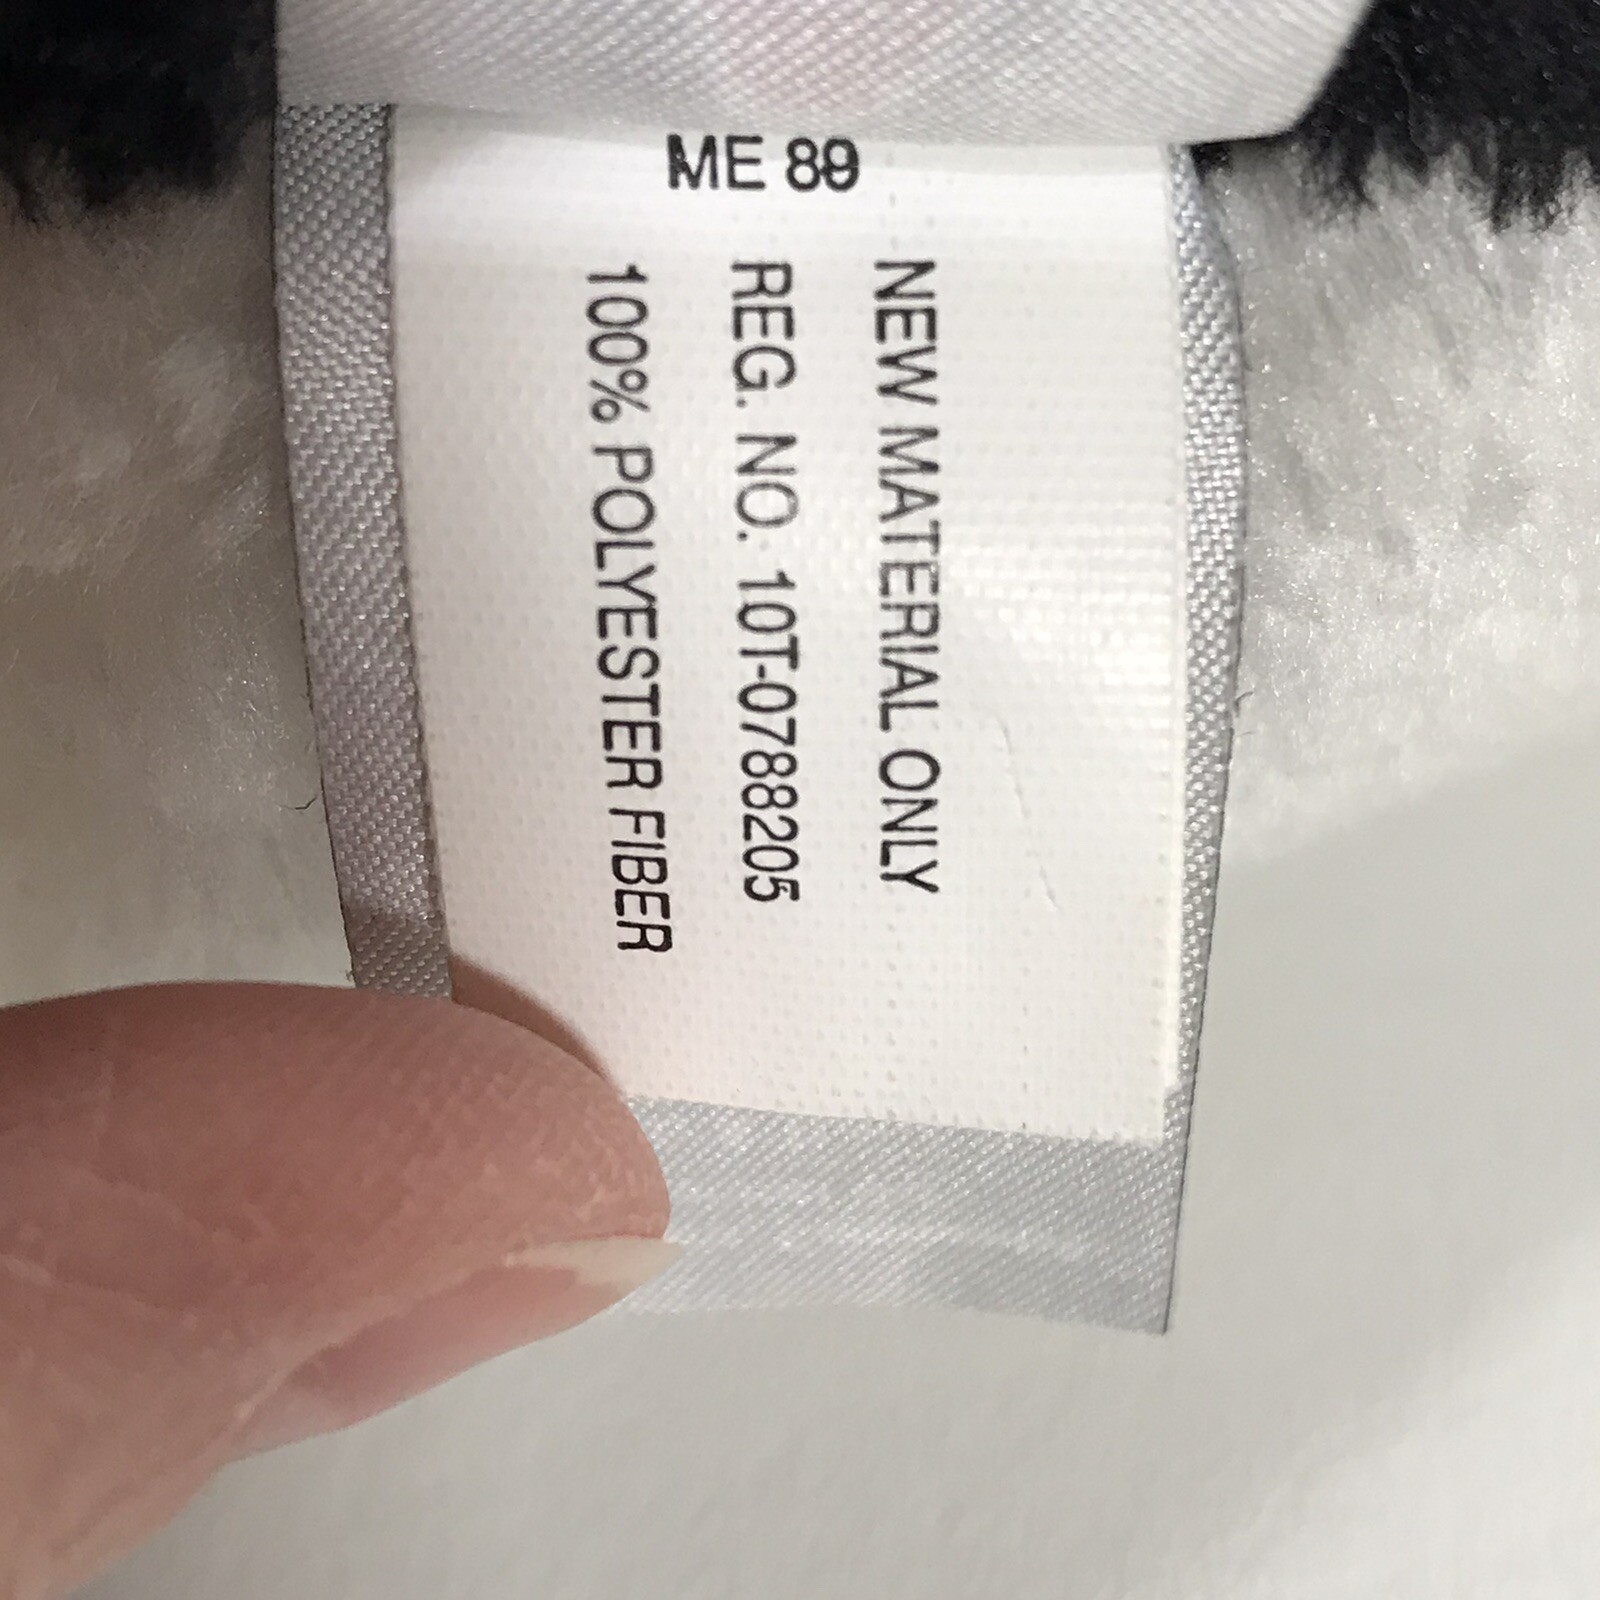 ME 89
NEW MATERIAL ONLY
REG. NO. 10T-0788205
100% POLYESTER FIBER